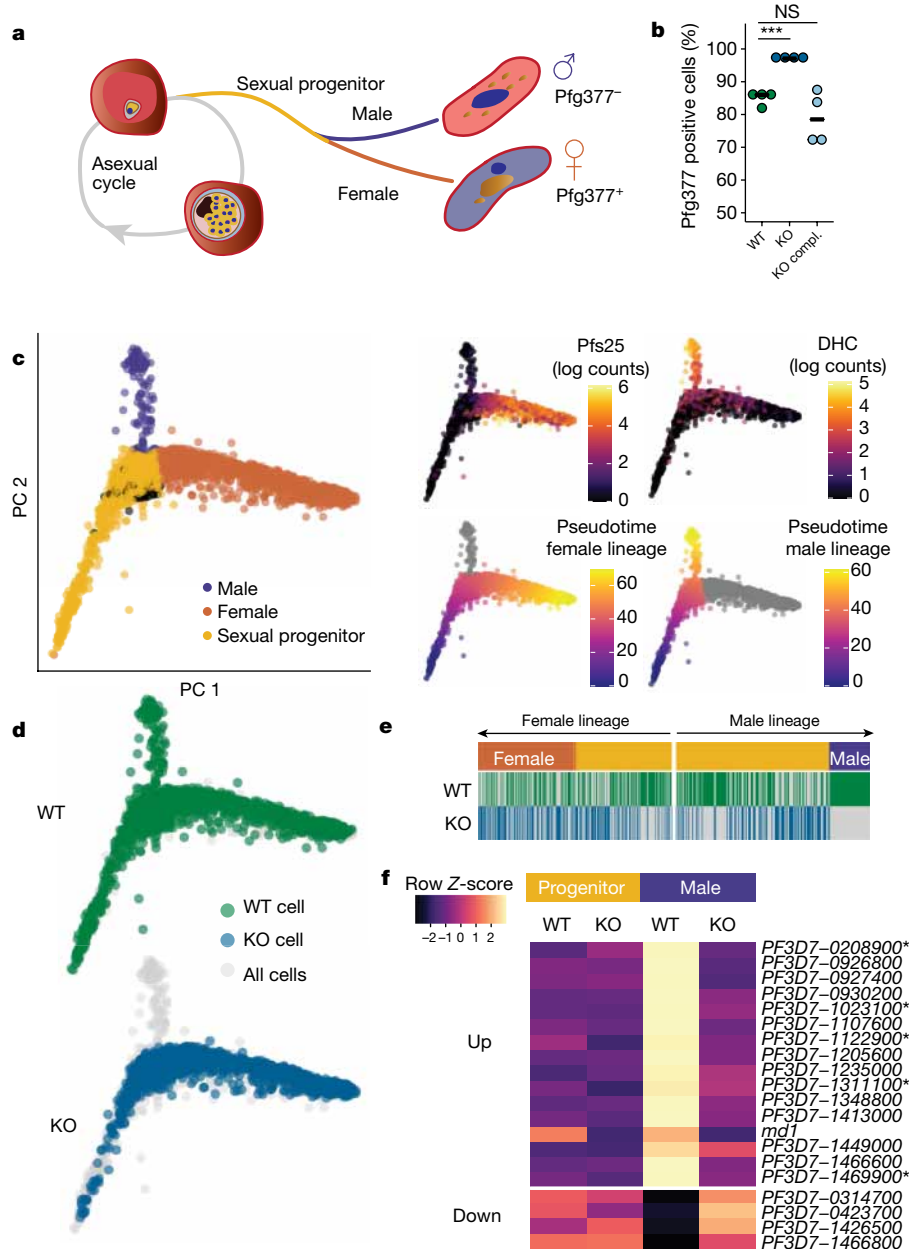 a
Sexual progenitor
Male
♂
Pfg377⁻
Asexual
cycle
Female
♀
Pfg377⁺
b
NS
***
Pfg377 positive cells (%)
100
90
80
70
60
50
WT
KO
KO compl.
c
PC 2
PC 1
Male
Female
Sexual progenitor
Pfs25
(log counts)
6
4
2
0
DHC
(log counts)
5
4
3
2
1
0
Pseudotime
female lineage
60
40
20
0
Pseudotime
male lineage
60
40
20
0
d
WT
WT cell
KO cell
All cells
KO
e
Female lineage
Male lineage
Female
Male
WT
KO
f
Row Z-score
−2 −1 0 1 2
Progenitor
Male
WT KO WT KO
Up
PF3D7−0208900*
PF3D7−0926800
PF3D7−0927400
PF3D7−0930200
PF3D7−1023100*
PF3D7−1107600
PF3D7−1122900*
PF3D7−1205600
PF3D7−1235000
PF3D7−1311100*
PF3D7−1348800
PF3D7−1413000
md1
PF3D7−1449000
PF3D7−1466600
PF3D7−1469900*
Down
PF3D7−0314700
PF3D7−0423700
PF3D7−1426500
PF3D7−1466800